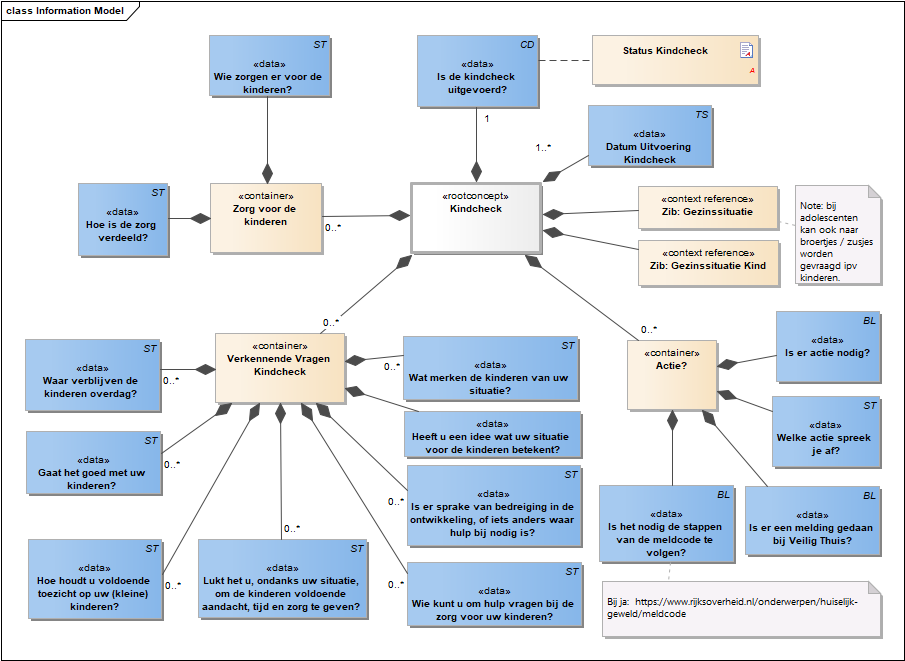 class Information Model
ST
«data»
Wie zorgen er voor de
kinderen?
CD
«data»
Is de kindcheck
uitgevoerd?
Status Kindcheck
A
1
TS
«data»
Datum Uitvoering
Kindcheck
1..*
ST
«data»
Hoe is de zorg
verdeeld?
«container»
Zorg voor de
kinderen
0..*
«rootconcept»
Kindcheck
«context reference»
Zib: Gezinssituatie
«context reference»
Zib: Gezinssituatie Kind
Note: bij
adolescenten
kan ook naar
broertjes / zusjes
worden
gevraagd ipv
kinderen.
0..*
0..*
ST
«data»
Waar verblijven de
kinderen overdag?
0..*
«container»
Verkennende Vragen
Kindcheck
0..*
ST
«data»
Wat merken de kinderen van uw
situatie?
«container»
Actie?
BL
«data»
Is er actie nodig?
«data»
Heeft u een idee wat uw situatie
voor de kinderen betekent?
ST
«data»
Welke actie spreek
je af?
ST
«data»
Gaat het goed met uw
kinderen?
0..*
0..*
ST
«data»
Is er sprake van bedreiging in de
ontwikkeling, of iets anders waar
hulp bij nodig is?
BL
«data»
Is het nodig de stappen
van de meldcode te
volgen?
BL
«data»
Is er een melding gedaan
bij Veilig Thuis?
ST
«data»
Hoe houdt u voldoende
toezicht op uw (kleine)
kinderen?
0..*
0..*
ST
«data»
Lukt het u, ondanks uw situatie,
om de kinderen voldoende
aandacht, tijd en zorg te geven?
0..*
ST
«data»
Wie kunt u om hulp vragen bij de
zorg voor uw kinderen?
Bij ja:  https://www.rijksoverheid.nl/onderwerpen/huiselijk-
geweld/meldcode